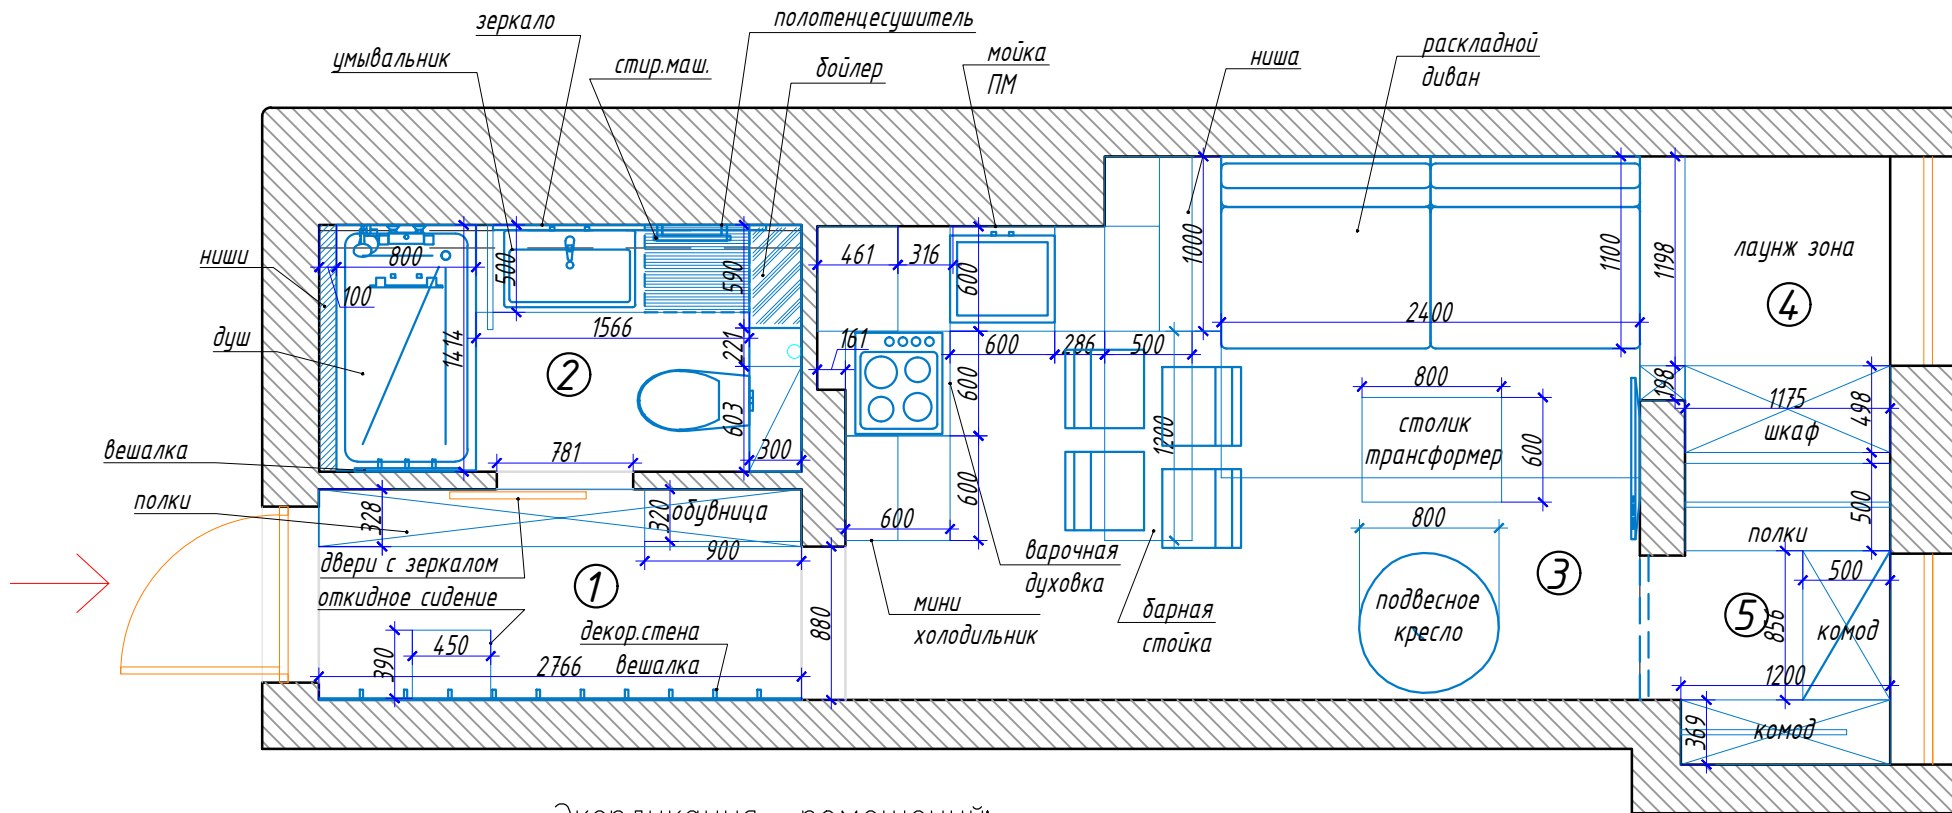 зеркало
полотенцесушитель
умывальник
стир.маш.
бойлер
мойка
ПМ
ниша
раскладной
диван
ниши
душ
вешалка
полки
800
100
500
1414
1566
590
221
603
300
781
2
461
316
600
161
600
286
500
600
600
600
1000
1200
2400
1100
1198
198
лаунж зона
4
1175
шкаф
498
500
800
столик
трансформер
600
800
подвесное
кресло
3
полки
500
5
856
комод
1200
369
комод
328
320
обувница
900
двери с зеркалом
откидное сидение
1
390
450
2766
декор.стена
вешалка
880
мини
холодильник
варочная
духовка
барная
стойка